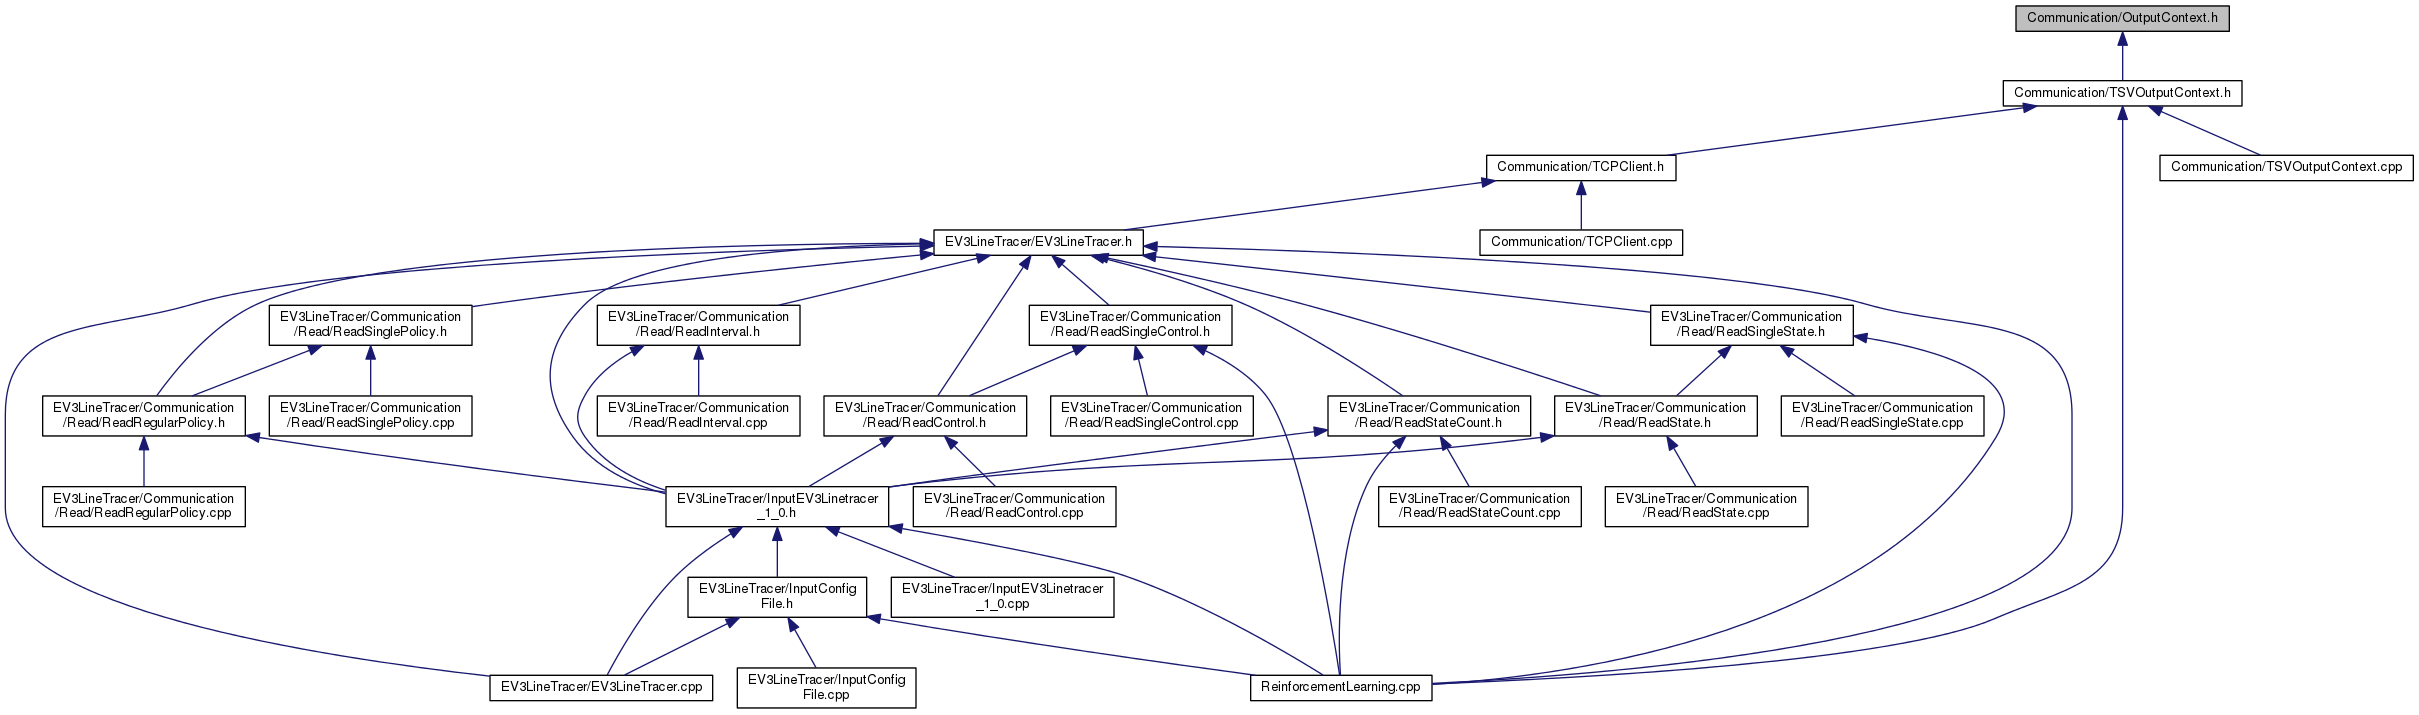 Communication/OutputContext.h
Communication/TSVOutputContext.h
Communication/TCPClient.h
Communication/TSVOutputContext.cpp
EV3LineTracer/EV3LineTracer.h
Communication/TCPClient.cpp
EV3LineTracer/Communication
/Read/ReadSinglePolicy.h
EV3LineTracer/Communication
/Read/ReadInterval.h
EV3LineTracer/Communication
/Read/ReadSingleControl.h
EV3LineTracer/Communication
/Read/ReadSingleState.h
EV3LineTracer/Communication
/Read/ReadRegularPolicy.h
EV3LineTracer/Communication
/Read/ReadSinglePolicy.cpp
EV3LineTracer/Communication
/Read/ReadInterval.cpp
EV3LineTracer/Communication
/Read/ReadControl.h
EV3LineTracer/Communication
/Read/ReadSingleControl.cpp
EV3LineTracer/Communication
/Read/ReadStateCount.h
EV3LineTracer/Communication
/Read/ReadState.h
EV3LineTracer/Communication
/Read/ReadSingleState.cpp
EV3LineTracer/Communication
/Read/ReadRegularPolicy.cpp
EV3LineTracer/InputEV3Linetracer
_1_0.h
EV3LineTracer/Communication
/Read/ReadControl.cpp
EV3LineTracer/Communication
/Read/ReadStateCount.cpp
EV3LineTracer/Communication
/Read/ReadState.cpp
EV3LineTracer/InputConfig
File.h
EV3LineTracer/InputEV3Linetracer
_1_0.cpp
EV3LineTracer/EV3LineTracer.cpp
EV3LineTracer/InputConfig
File.cpp
ReinforcementLearning.cpp